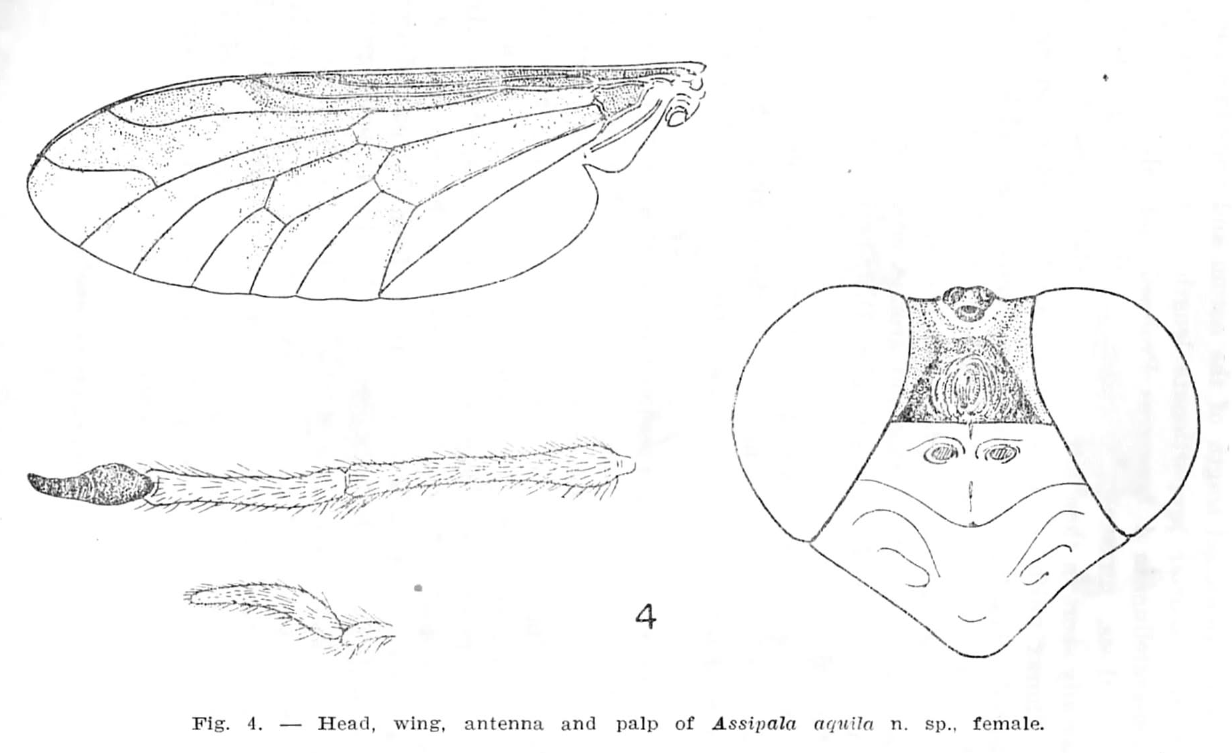 4
Fig. 4. — Head, wing, antenna and palp of Assipala aquila n. sp., female.